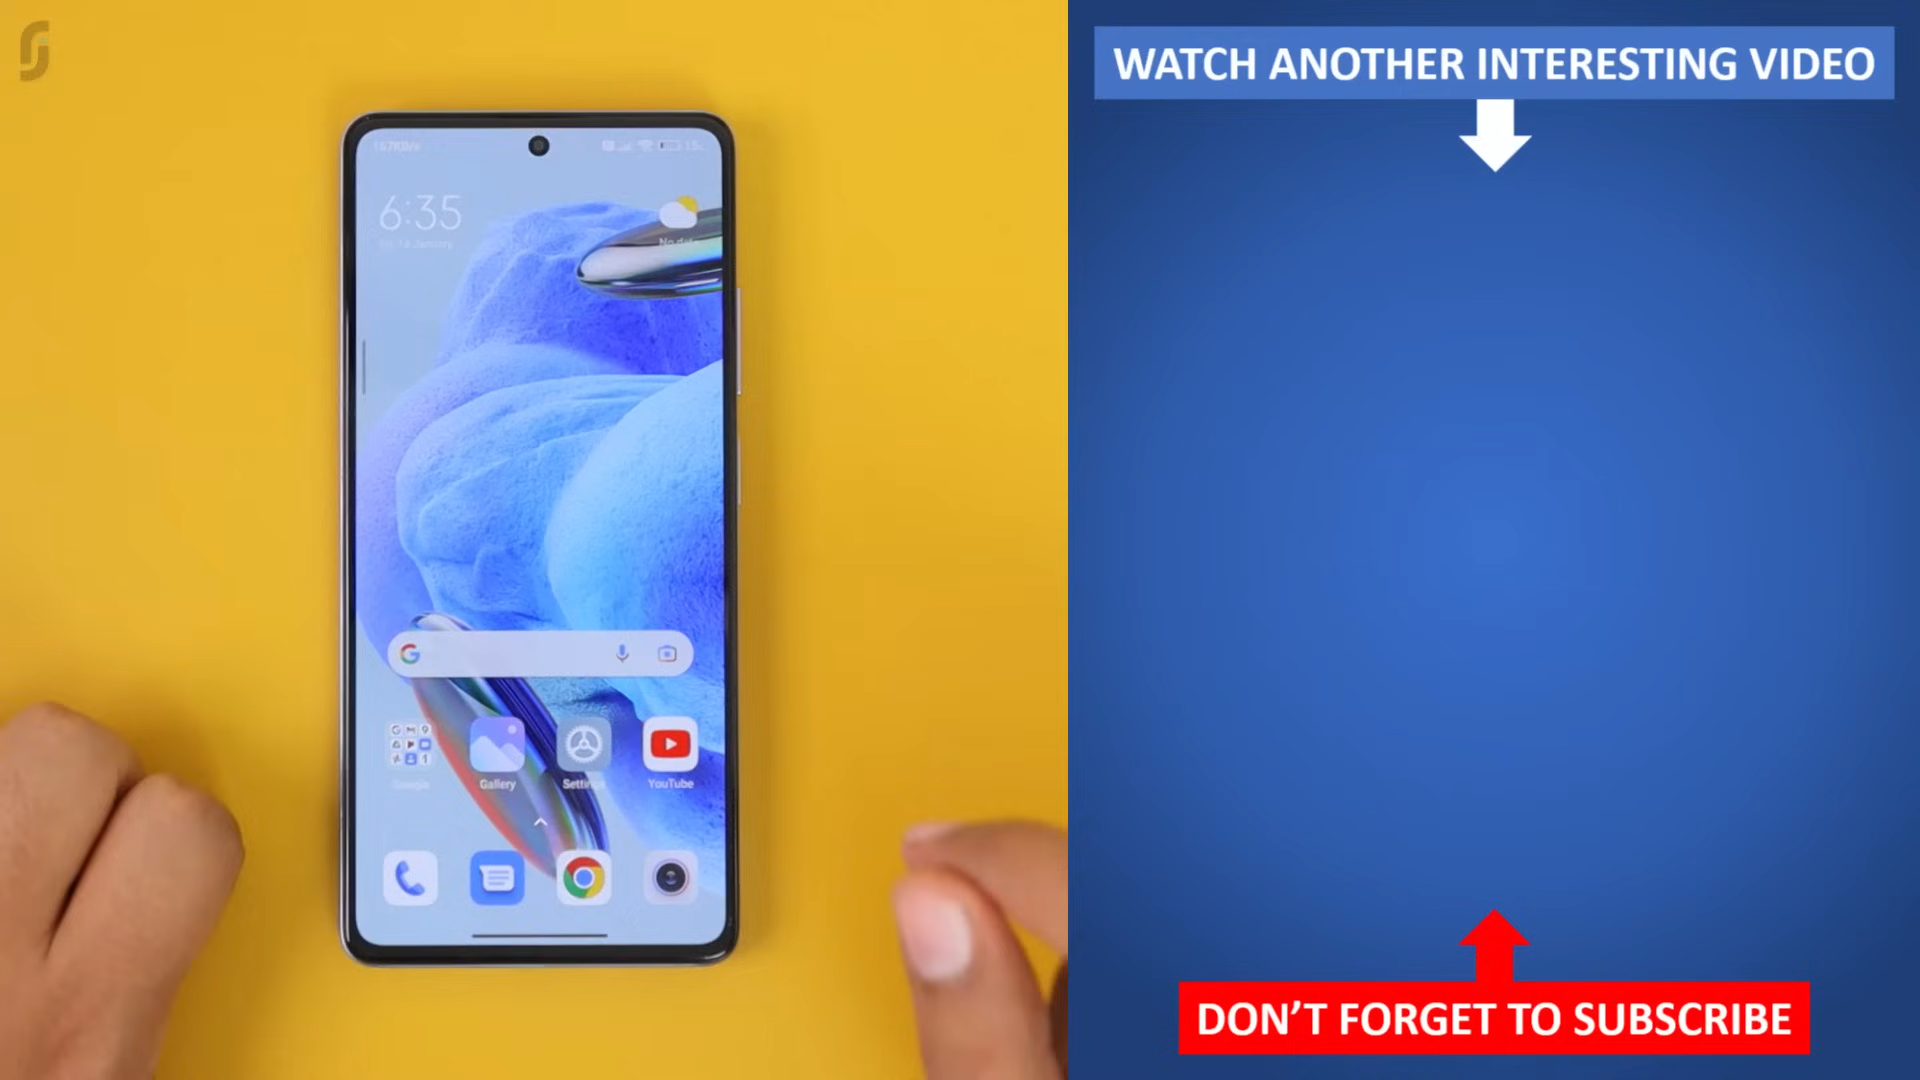 WATCH ANOTHER INTERESTING VIDEO
6:35
Gallery
YouTube
DON'T FORGET TO SUBSCRIBE